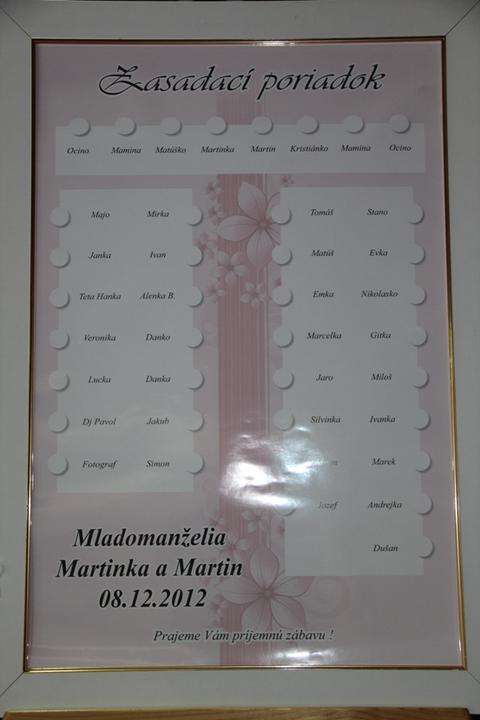 Zasadací poriadok
Ocino Mamina Matúško Martinka Martin Kristiánko Mamina Ocino
Majo Mirka
Janka Ivan
Teta Hanka Alenka B.
Veronika Danko
Lucka Danka
Dj Pavol Jakub
Fotograf Simon
Tomáš Stano
Matúš Evka
Emka Nikolasko
Marcelka Gitka
Jaro Miloš
Silvinka Ivanka
Marek
Jozef Andrejka
Dušan
Mladomanželia
Martinka a Martin
08.12.2012
Prajeme Vám príjemnú zábavu !